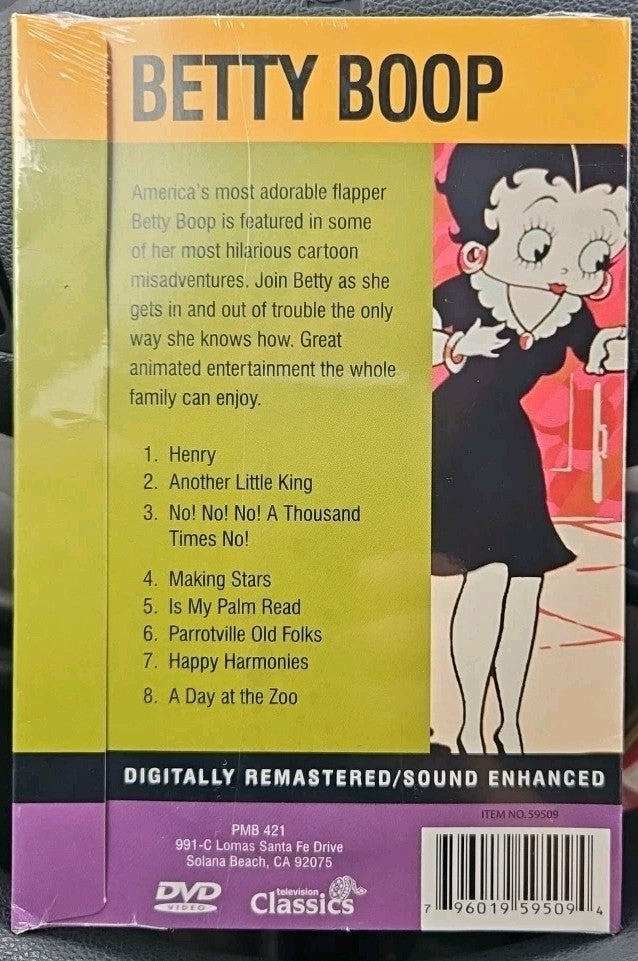 BETTY BOOP
America's most adorable flapper
Betty Boop is featured in some
of her most hilarious cartoon
misadventures. Join Betty as she
gets in and out of trouble the only
way she knows how. Great
animated entertainment the whole
family can enjoy.
1. Henry
2. Another Little King
3. No! No! No! A Thousand
Times No!
4. Making Stars
5. Is My Palm Read
6. Parrotville Old Folks
7. Happy Harmonies
8. A Day at the Zoo
DIGITALLY REMASTERED/SOUND ENHANCED
ITEM NO. 59509
PMB 421
991-C Lomas Santa Fe Drive
Solana Beach, CA 92075
DVD
VIDEO
television
Classics
7 96019 59509 4